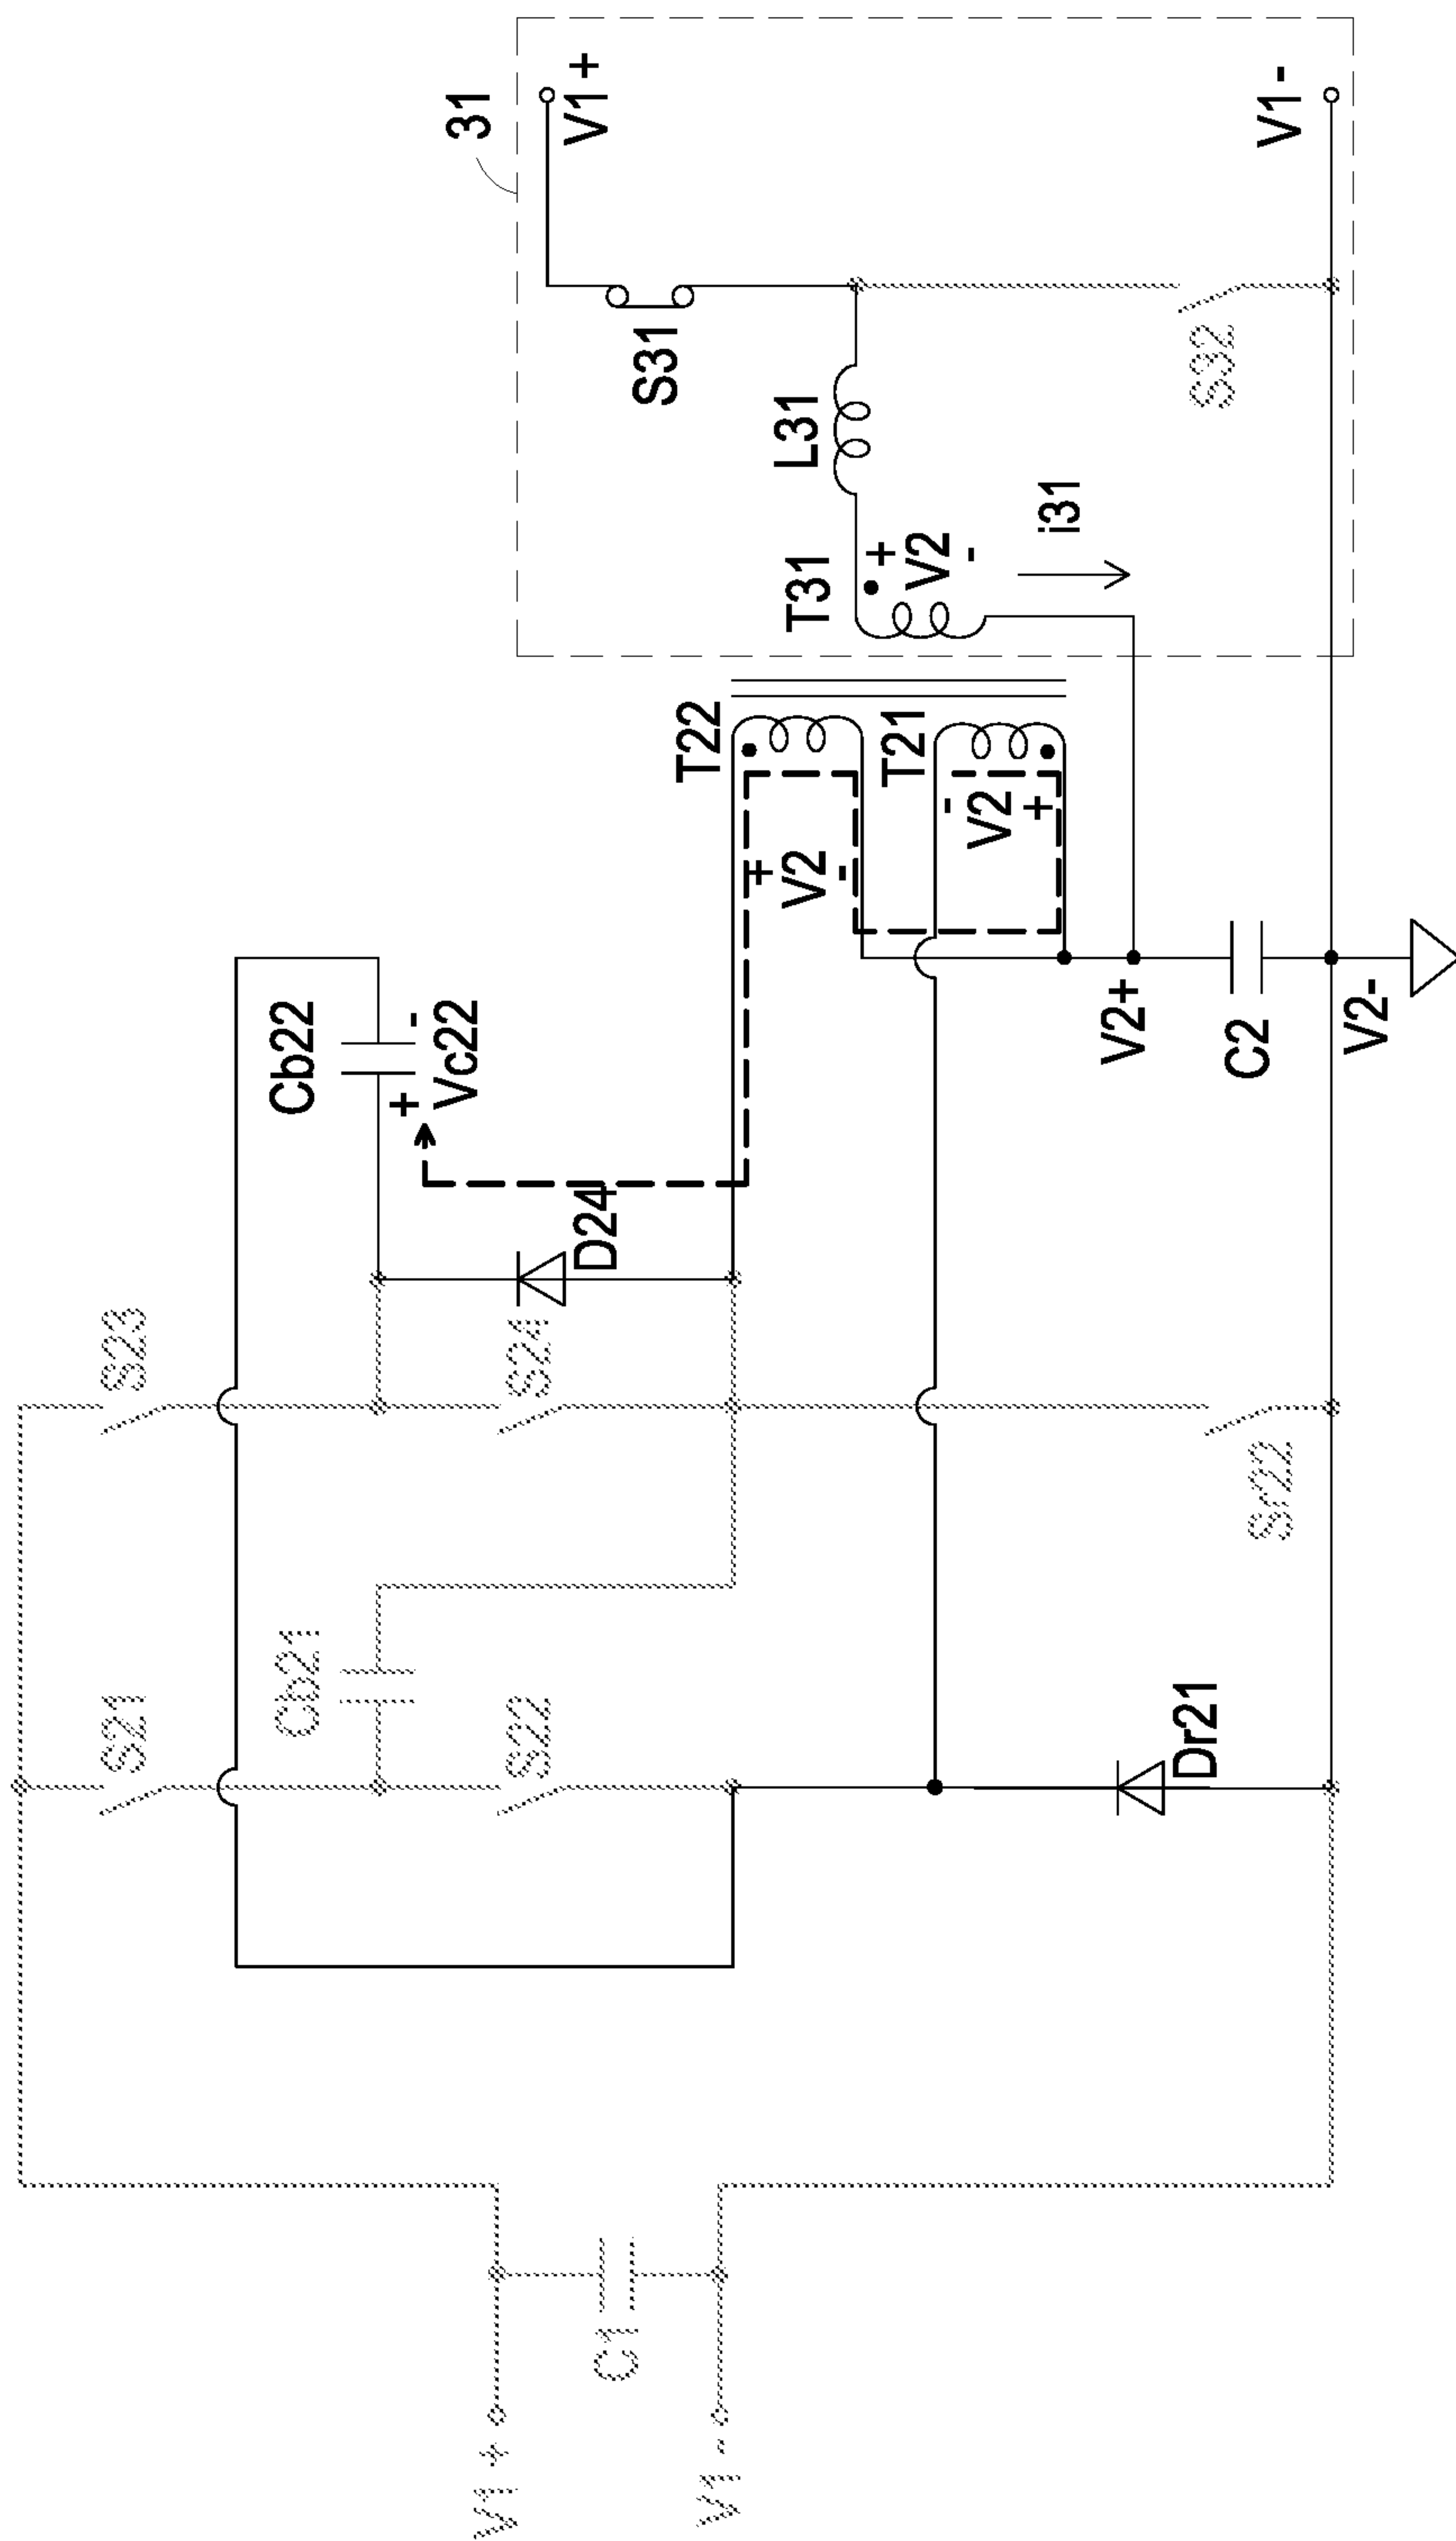 V1 +
V1 -
C1
S21
Cb21
S22
Dr21
S23
S24
Sr22
D24
Cb22
+
Vc22
-
T22
+
V2
-
T21
-
V2
+
V2+
C2
V2-
31
V1+
S31
L31
T31
+
V2
-
i31
S32
V1-